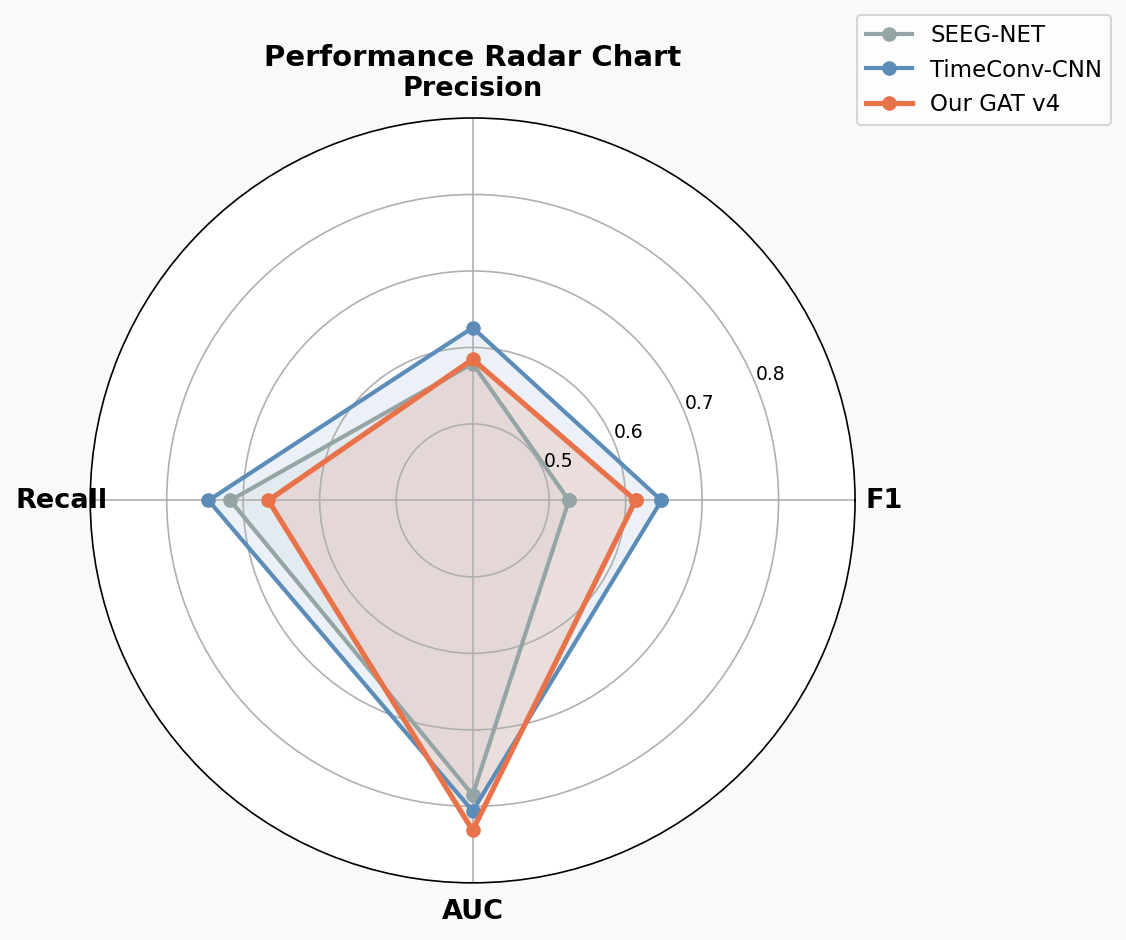 Performance Radar Chart
Precision
SEEG-NET
TimeConv-CNN
Our GAT v4
0.8
0.7
0.6
0.5
Recall
F1
AUC